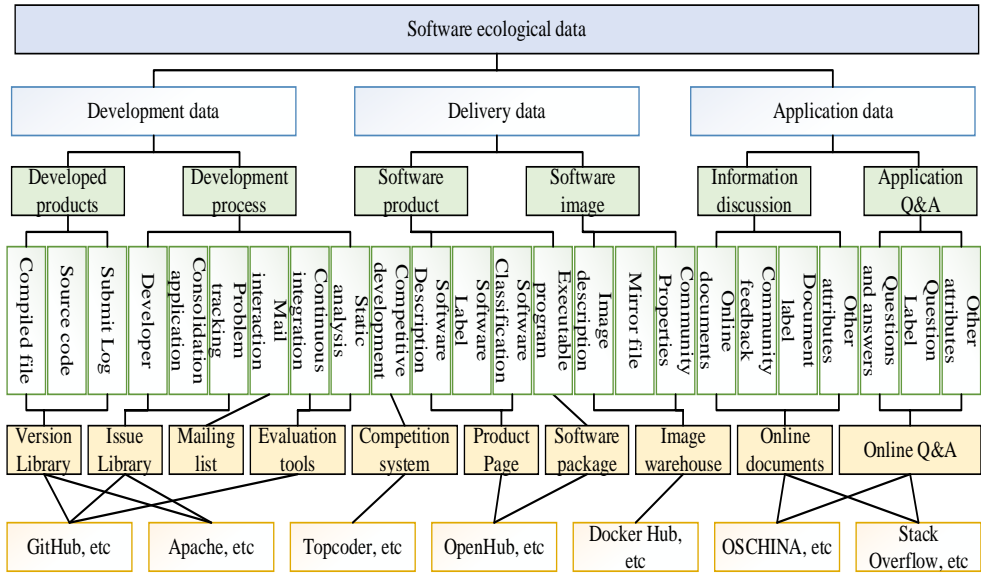 Software ecological data
Development data
Delivery data
Application data
Developed
products
Development
process
Software
product
Software
image
Information
discussion
Application
Q&A
Compiled file
Source code
Submit Log
Developer
Consolidation
application
Problem
tracking
Mail
interaction
Continuous
integration
Static
analysis
Competitive
development
Software
Description
Software
Label
Software
Classification
Executable
program
Image
description
Mirror file
Community
Properties
Online
documents
Community
feedback
Document
label
Other
attributes
Questions
and answers
Question
Label
Other
attributes
Version
Library
Issue
Library
Mailing
list
Evaluation
tools
Competition
system
Product
Page
Software
package
Image
warehouse
Online
documents
Online Q&A
GitHub, etc
Apache, etc
Topcoder, etc
OpenHub, etc
Docker Hub,
etc
OSCHINA, etc
Stack
Overflow, etc